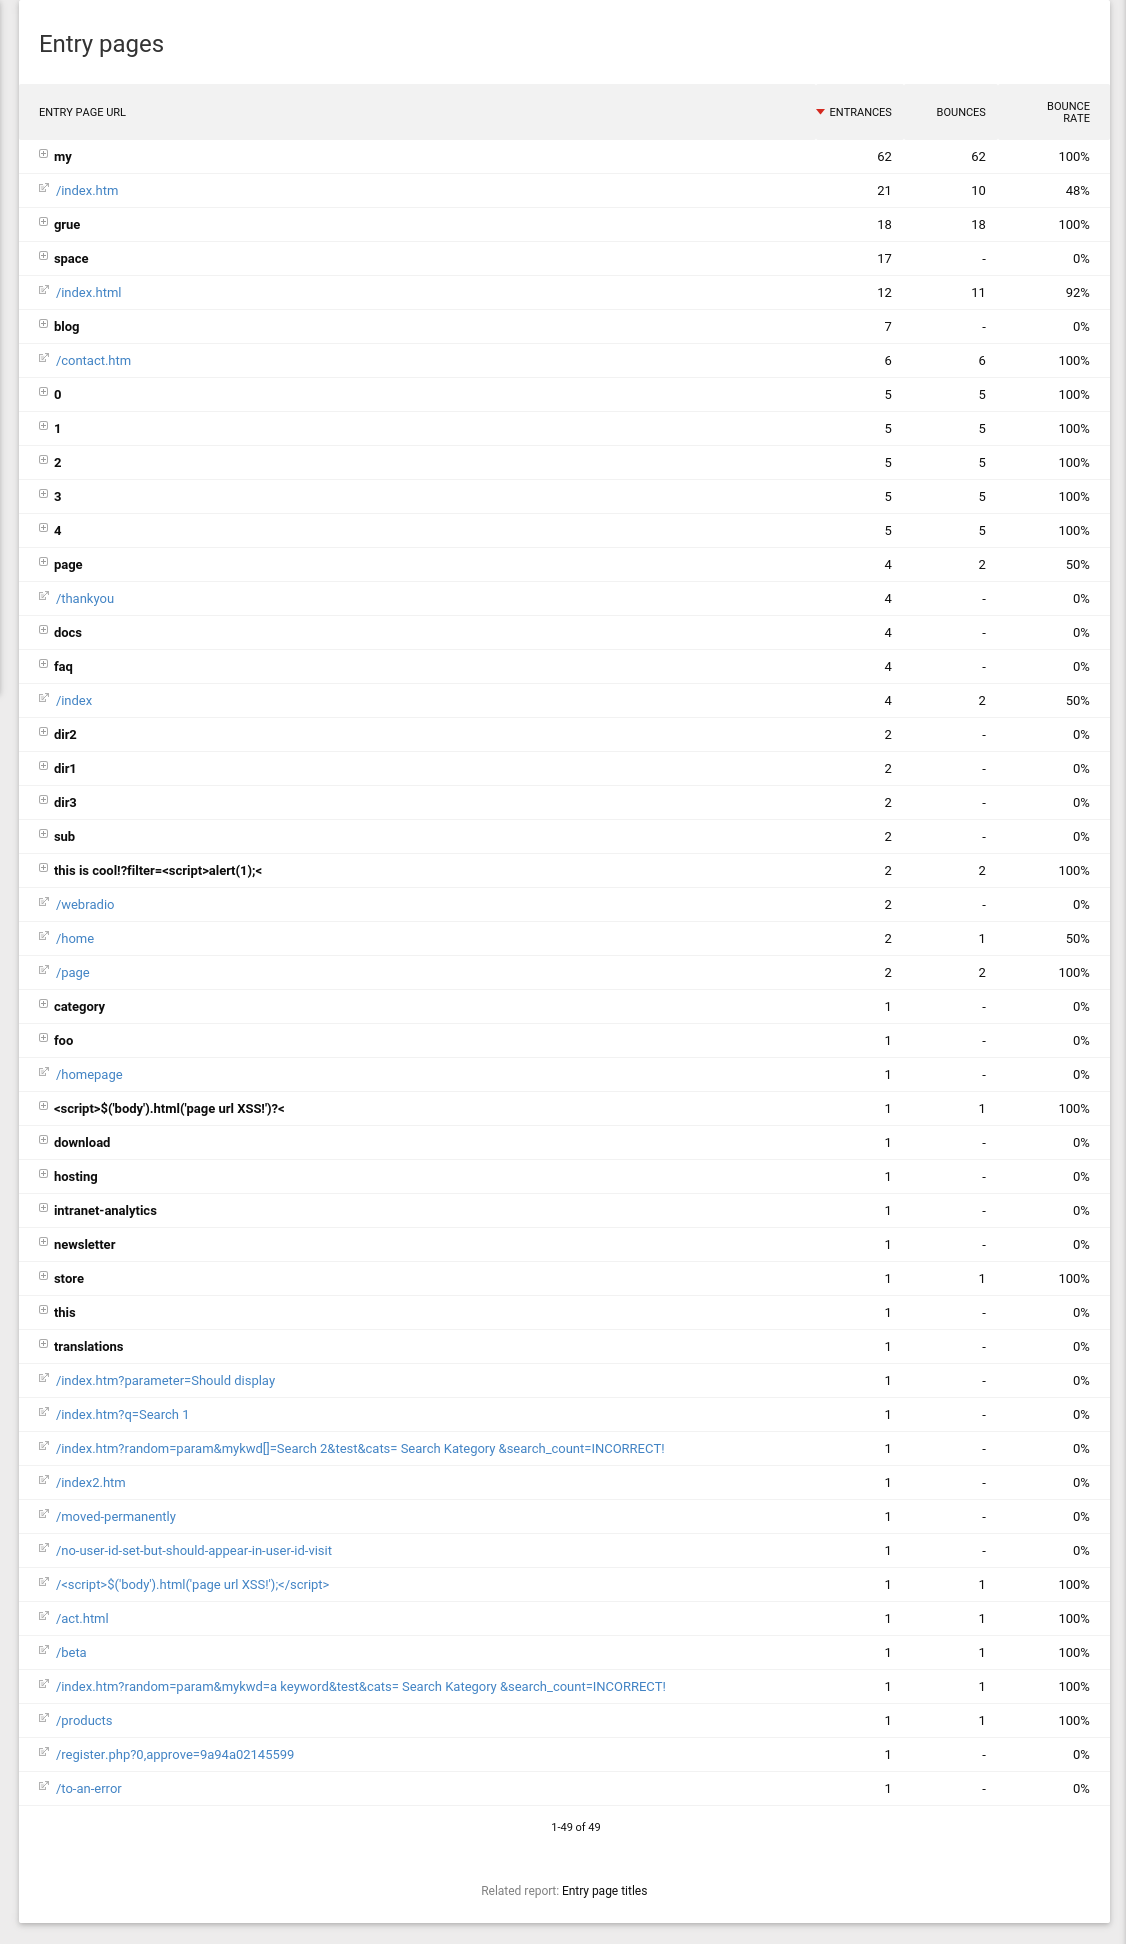 Entry pages
ENTRY PAGE URL ENTRANCES BOUNCES BOUNCE RATE
my 62 62 100%
/index.htm 21 10 48%
grue 18 18 100%
space 17 - 0%
/index.html 12 11 92%
blog 7 - 0%
/contact.htm 6 6 100%
0 5 5 100%
1 5 5 100%
2 5 5 100%
3 5 5 100%
4 5 5 100%
page 4 2 50%
/thankyou 4 - 0%
docs 4 - 0%
faq 4 - 0%
/index 4 2 50%
dir2 2 - 0%
dir1 2 - 0%
dir3 2 - 0%
sub 2 - 0%
this is cool!?filter=<script>alert(1);< 2 2 100%
/webradio 2 - 0%
/home 2 1 50%
/page 2 2 100%
category 1 - 0%
foo 1 - 0%
/homepage 1 - 0%
<script>$('body').html('page url XSS!')?< 1 1 100%
download 1 - 0%
hosting 1 - 0%
intranet-analytics 1 - 0%
newsletter 1 - 0%
store 1 1 100%
this 1 - 0%
translations 1 - 0%
/index.htm?parameter=Should display 1 - 0%
/index.htm?q=Search 1 1 - 0%
/index.htm?random=param&mykwd[]=Search 2&test&cats= Search Kategory &search_count=INCORRECT! 1 - 0%
/index2.htm 1 - 0%
/moved-permanently 1 - 0%
/no-user-id-set-but-should-appear-in-user-id-visit 1 - 0%
/<script>$('body').html('page url XSS!');</script> 1 1 100%
/act.html 1 1 100%
/beta 1 1 100%
/index.htm?random=param&mykwd=a keyword&test&cats= Search Kategory &search_count=INCORRECT! 1 1 100%
/products 1 1 100%
/register.php?0,approve=9a94a02145599 1 - 0%
/to-an-error 1 - 0%
1-49 of 49
Related report: Entry page titles